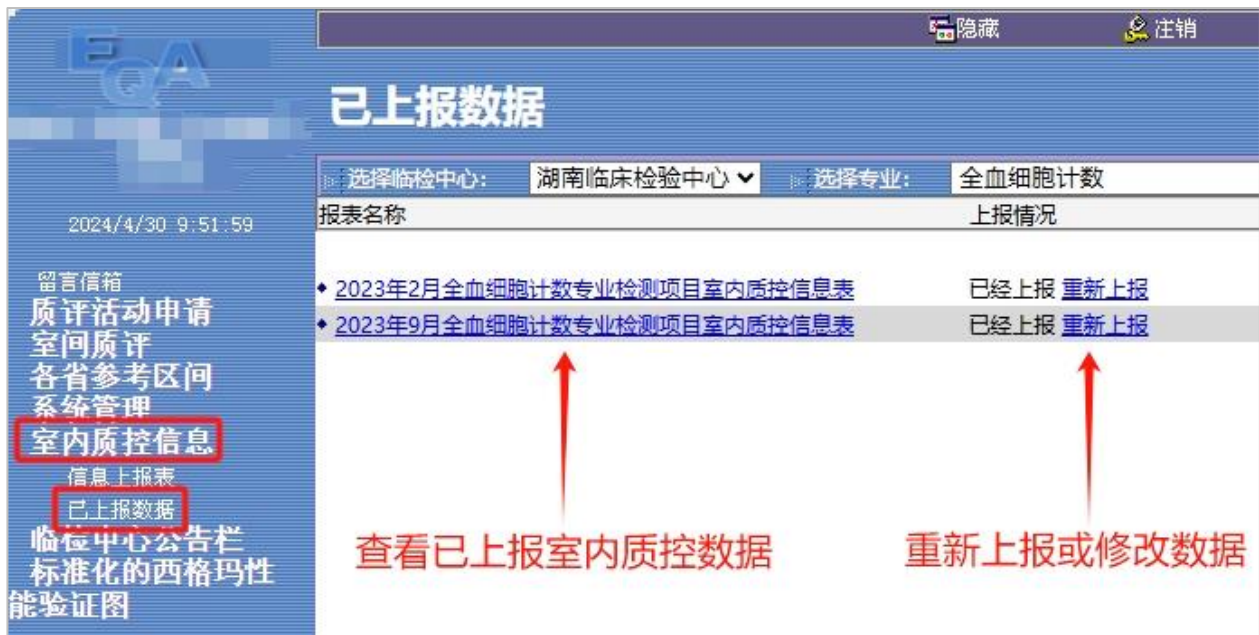 隐藏 注销
EQA
已上报数据
选择临检中心： 湖南临床检验中心 选择专业： 全血细胞计数
报表名称 上报情况
2024/4/30 9:51:59
留言信箱
质评活动申请
室间质评
各省参考区间
系统管理
室内质控信息
信息上报表
已上报数据
临检中心公告栏
标准化的西格玛性
能验证图
2023年2月全血细胞计数专业检测项目室内质控信息表 已经上报 重新上报
2023年9月全血细胞计数专业检测项目室内质控信息表 已经上报 重新上报
查看已上报室内质控数据 重新上报或修改数据